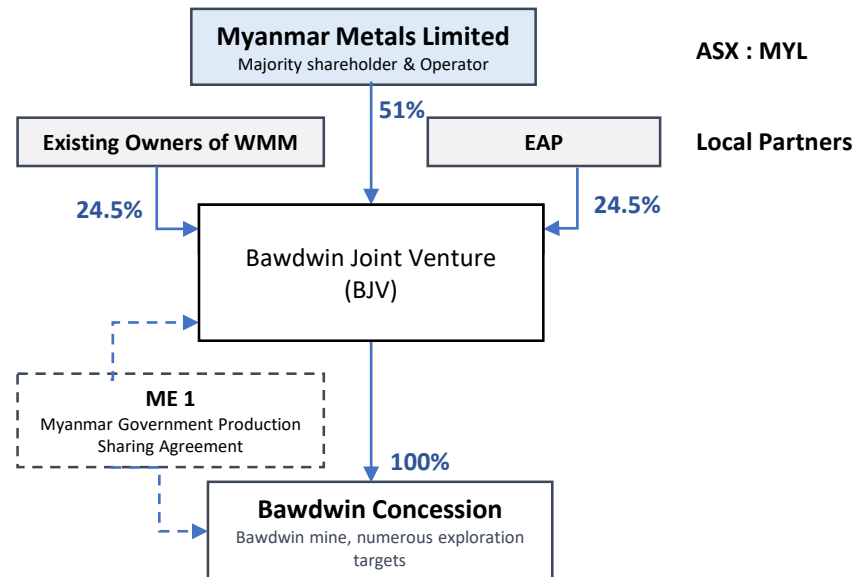 Myanmar Metals Limited
Majority shareholder & Operator
ASX : MYL
51%
Existing Owners of WMM
EAP
Local Partners
24.5%
24.5%
Bawdwin Joint Venture
(BJV)
ME 1
Myanmar Government Production
Sharing Agreement
100%
Bawdwin Concession
Bawdwin mine, numerous exploration
targets